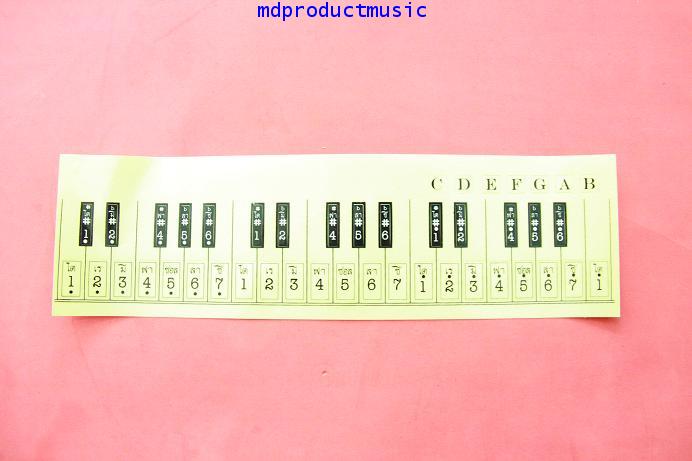 mdproductmusic
C D E F G A B
# # # # # # # # # # # # # # #
1 2 4 5 6 1 2 4 5 6 1 2 4 5 6
โด เร มี ฟา ซอล ลา ที โด เร มี ฟา ซอล ลา ที โด เร มี ฟา ซอล ลา ที โด
1 2 3 4 5 6 7 1 2 3 4 5 6 7 1 2 3 4 5 6 7 1